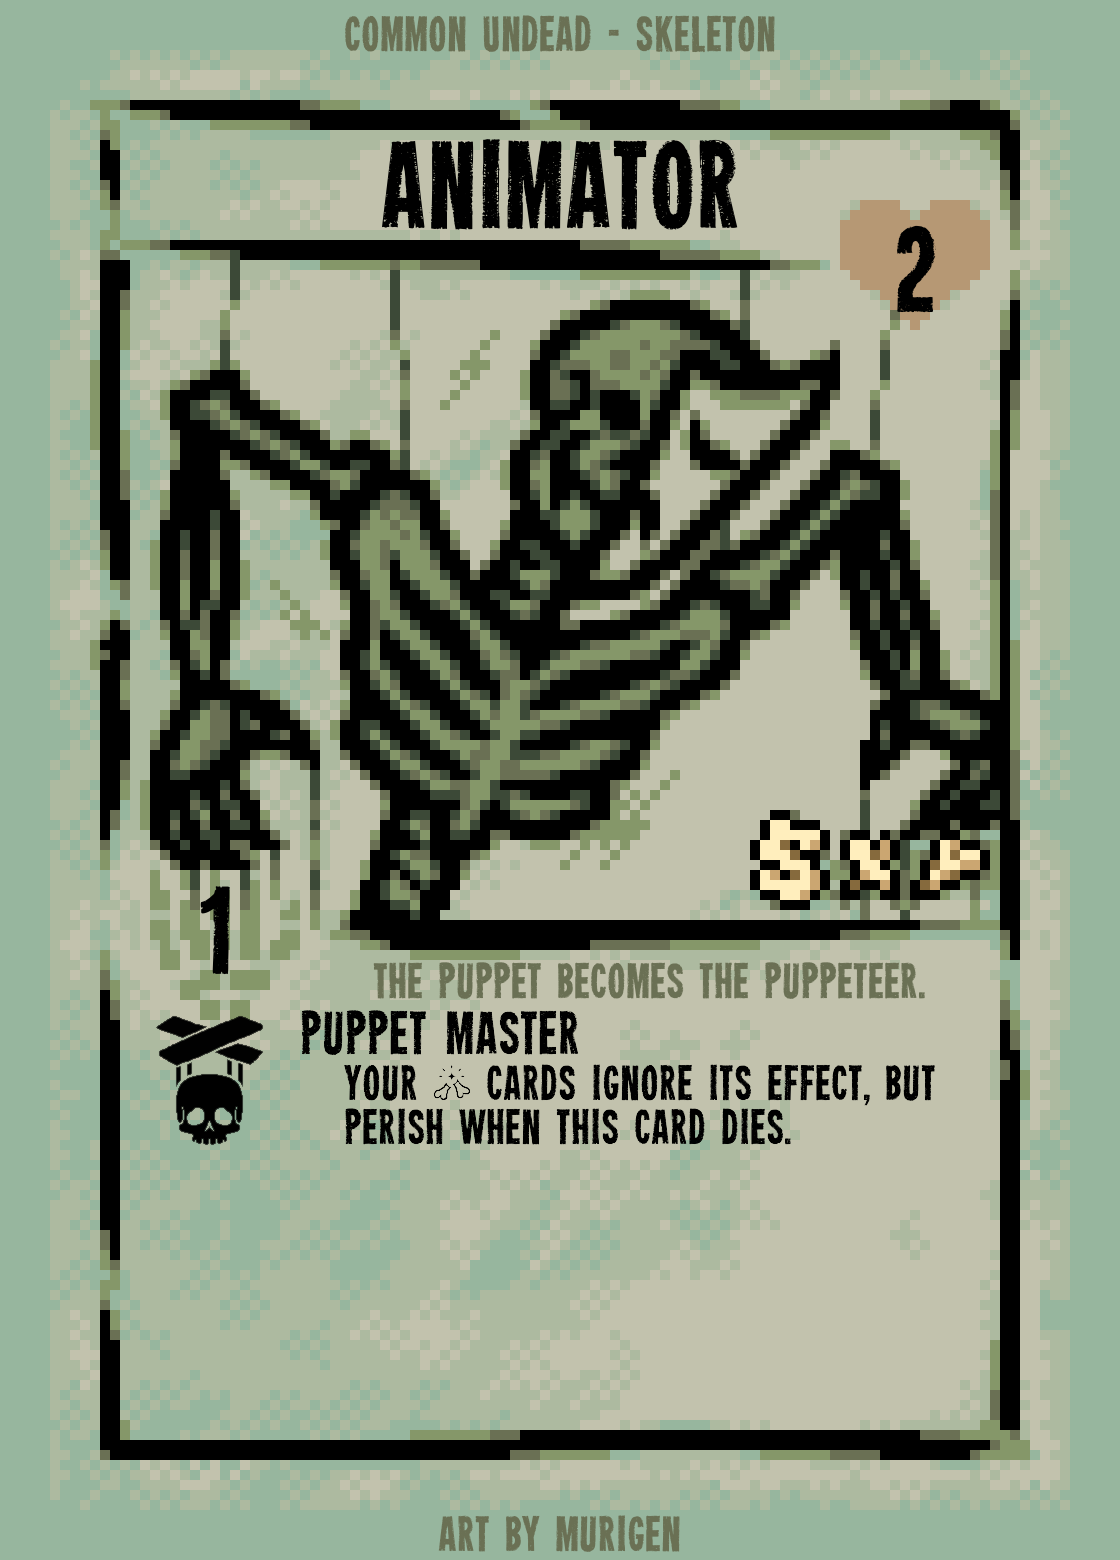 COMMON UNDEAD - SKELETON
ANIMATOR
2
5 x
1
THE PUPPET BECOMES THE PUPPETEER.
PUPPET MASTER
YOUR CARDS IGNORE ITS EFFECT, BUT
PERISH WHEN THIS CARD DIES.
ART BY MURIGEN